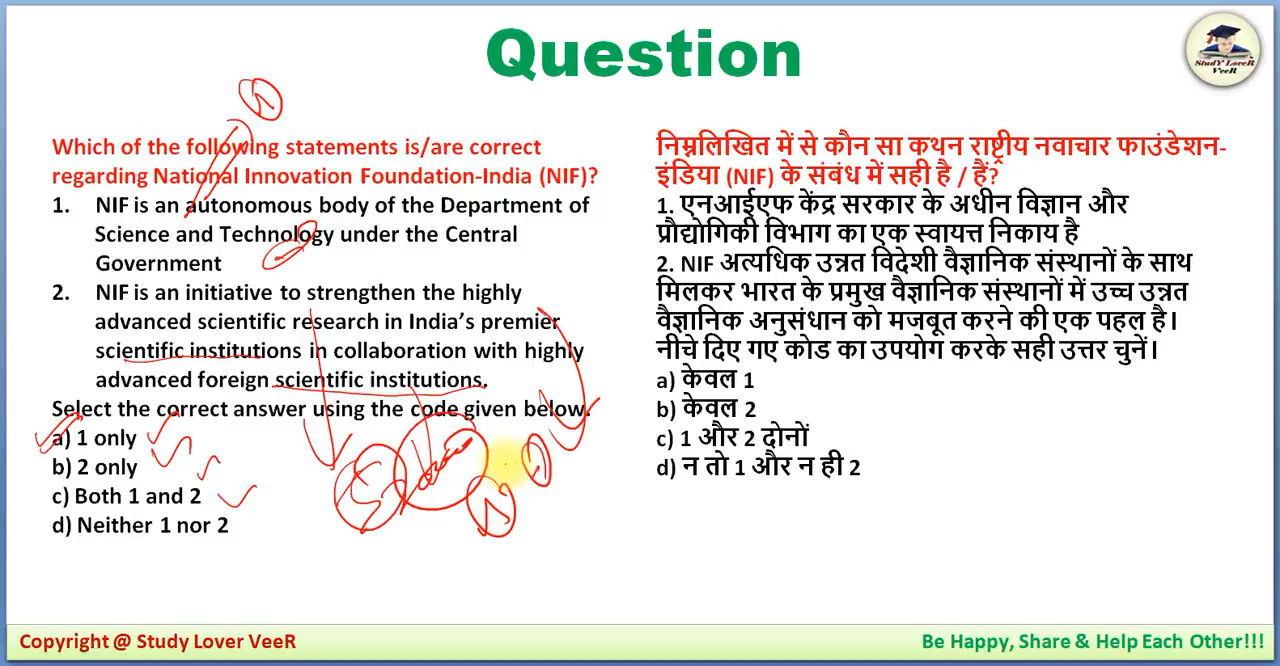 Question
StudY LoveR
VeeR
Which of the following statements is/are correct
regarding National Innovation Foundation-India (NIF)?
1. NIF is an autonomous body of the Department of
Science and Technology under the Central
Government
2. NIF is an initiative to strengthen the highly
advanced scientific research in India's premier
scientific institutions in collaboration with highly
advanced foreign scientific institutions.
Select the correct answer using the code given below.
a) 1 only
b) 2 only
c) Both 1 and 2
d) Neither 1 nor 2
निम्नलिखित में से कौन सा कथन राष्ट्रीय नवाचार फाउंडेशन-
इंडिया (NIF) के संबंध में सही है / हैं?
1. एनआईएफ केंद्र सरकार के अधीन विज्ञान और
प्रौद्योगिकी विभाग का एक स्वायत्त निकाय है
2. NIF अत्यधिक उन्नत विदेशी वैज्ञानिक संस्थानों के साथ
मिलकर भारत के प्रमुख वैज्ञानिक संस्थानों में उच्च उन्नत
वैज्ञानिक अनुसंधान को मजबूत करने की एक पहल है।
नीचे दिए गए कोड का उपयोग करके सही उत्तर चुनें।
a) केवल 1
b) केवल 2
c) 1 और 2 दोनों
d) न तो 1 और न ही 2
Copyright @ Study Lover VeeR
Be Happy, Share & Help Each Other!!!